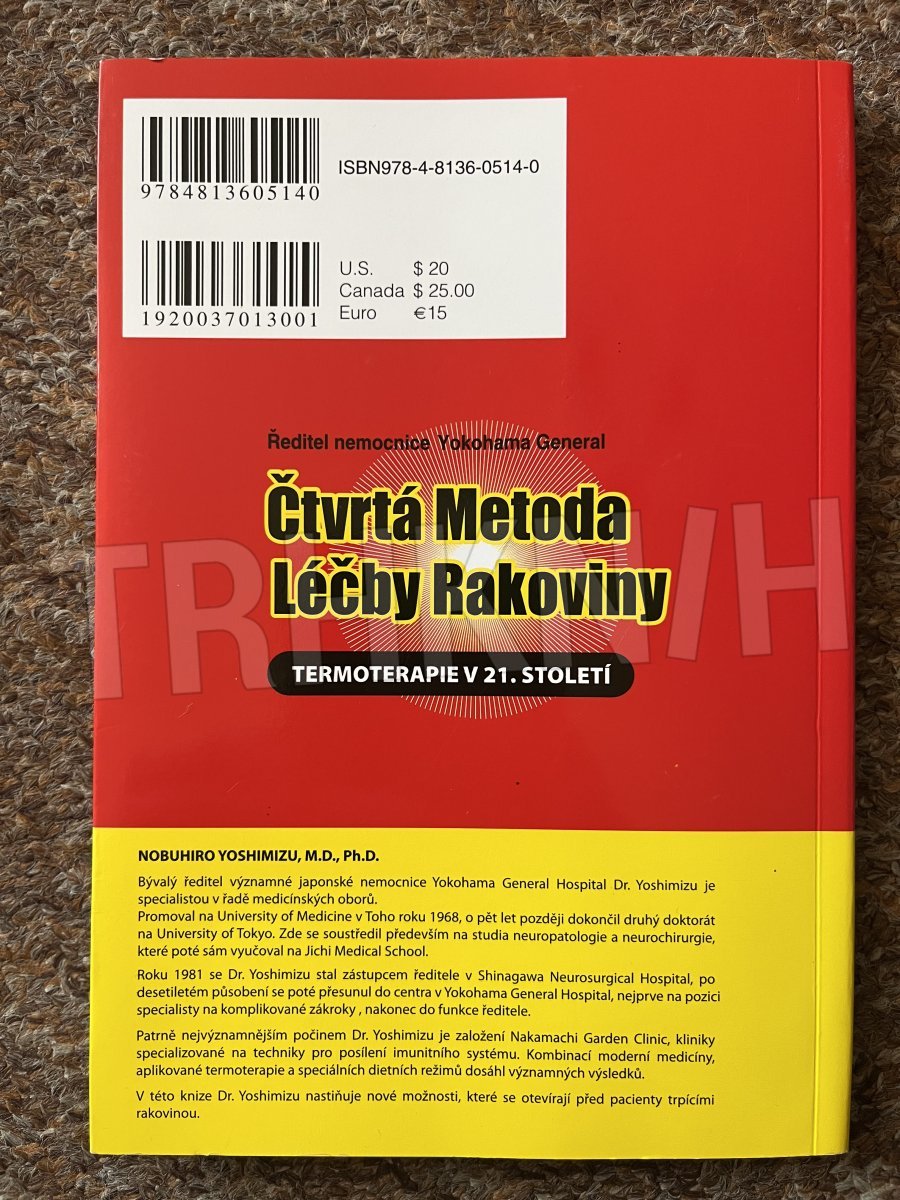 ISBN978-4-8136-0514-0
9784813605140
U.S. $ 20
Canada $ 25.00
Euro €15
1920037013001
Ředitel nemocnice Yokohama General
Čtvrtá Metoda
Léčby Rakoviny
TERMOTERAPIE V 21. STOLETÍ
TRHKNIH
NOBUHIRO YOSHIMIZU, M.D., Ph.D.
Bývalý ředitel významné japonské nemocnice Yokohama General Hospital Dr. Yoshimizu je
specialistou v řadě medicínských oborů.
Promoval na University of Medicine v Toho roku 1968, o pět let později dokončil druhý doktorát
na University of Tokyo. Zde se soustředil především na studia neuropatologie a neurochirurgie,
které poté sám vyučoval na Jichi Medical School.
Roku 1981 se Dr. Yoshimizu stal zástupcem ředitele v Shinagawa Neurosurgical Hospital, po
desetiletém působení se poté přesunul do centra v Yokohama General Hospital, nejprve na pozici
specialisty na komplikované zákroky , nakonec do funkce ředitele.
Patrně nejvýznamnějším počinem Dr. Yoshimizu je založení Nakamachi Garden Clinic, kliniky
specializované na techniky pro posílení imunitního systému. Kombinací moderní medicíny,
aplikované termoterapie a speciálních dietních režimů dosáhl významných výsledků.
V této knize Dr. Yoshimizu nastiňuje nové možnosti, které se otevírají před pacienty trpícími
rakovinou.